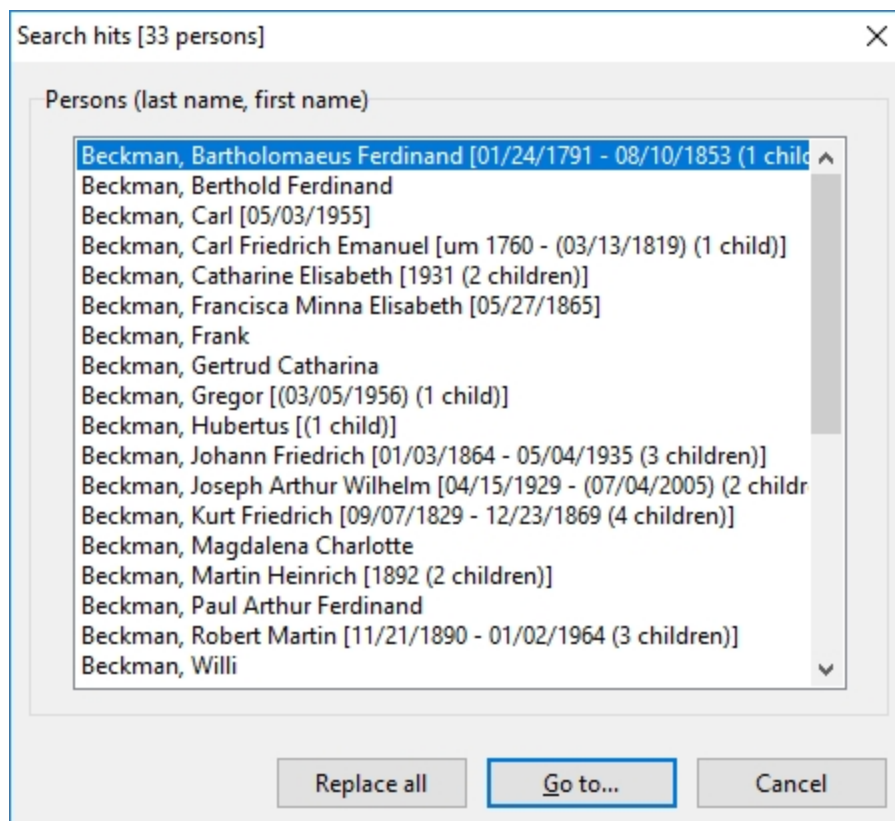 Search hits [33 persons]
Persons (last name, first name)
Beckman, Bartholomaeus Ferdinand [01/24/1791 - 08/10/1853 (1 chilc
Beckman, Berthold Ferdinand
Beckman, Carl [05/03/1955]
Beckman, Carl Friedrich Emanuel [um 1760 - (03/13/1819) (1 child)]
Beckman, Catharine Elisabeth [1931 (2 children)]
Beckman, Francisca Minna Elisabeth [05/27/1865]
Beckman, Frank
Beckman, Gertrud Catharina
Beckman, Gregor [(03/05/1956) (1 child)]
Beckman, Hubertus [(1 child)]
Beckman, Johann Friedrich [01/03/1864 - 05/04/1935 (3 children)]
Beckman, Joseph Arthur Wilhelm [04/15/1929 - (07/04/2005) (2 childr
Beckman, Kurt Friedrich [09/07/1829 - 12/23/1869 (4 children)]
Beckman, Magdalena Charlotte
Beckman, Martin Heinrich [1892 (2 children)]
Beckman, Paul Arthur Ferdinand
Beckman, Robert Martin [11/21/1890 - 01/02/1964 (3 children)]
Beckman, Willi
Replace all Go to... Cancel